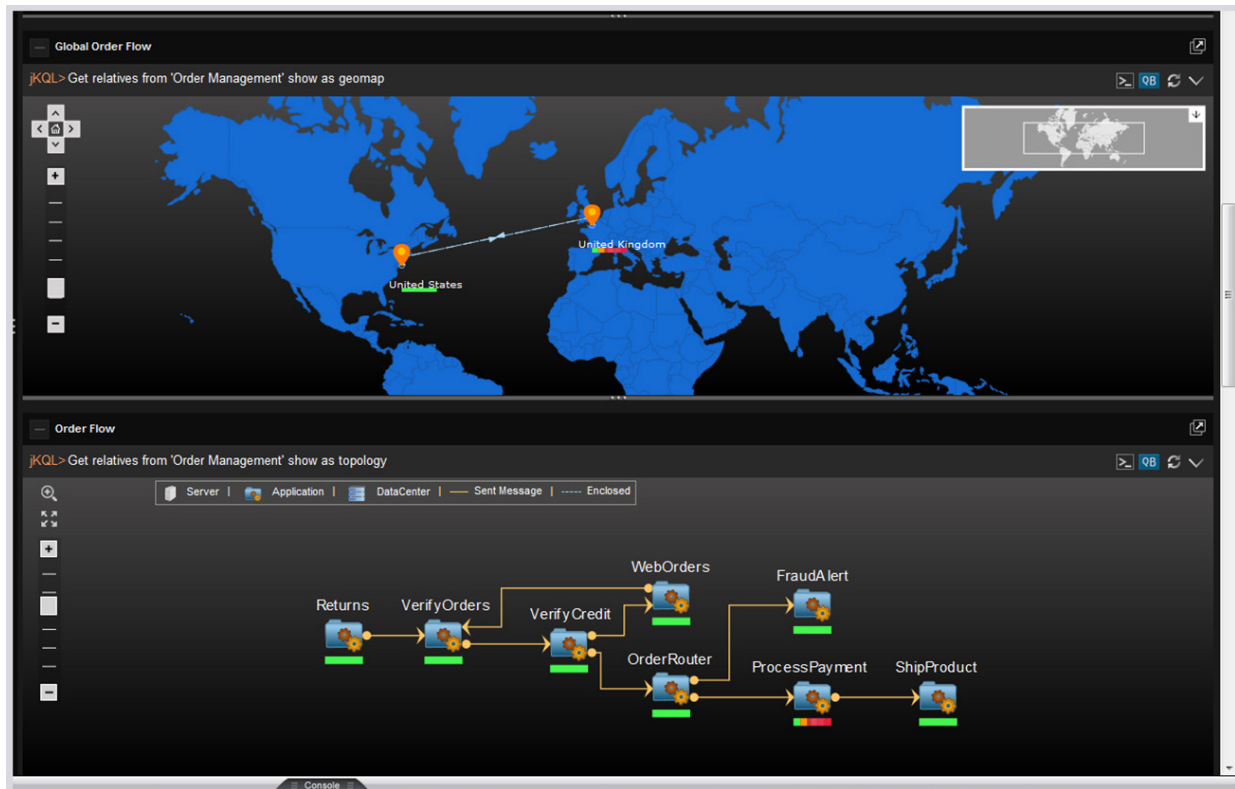 Global Order Flow
jKQL> Get relatives from 'Order Management' show as geomap
>_ QB
United Kingdom
United States
Order Flow
jKQL> Get relatives from 'Order Management' show as topology
>_ QB
Server | Application | DataCenter | Sent Message | Enclosed
WebOrders
FraudAlert
Returns
VerifyOrders
VerifyCredit
OrderRouter
ProcessPayment
ShipProduct
Console